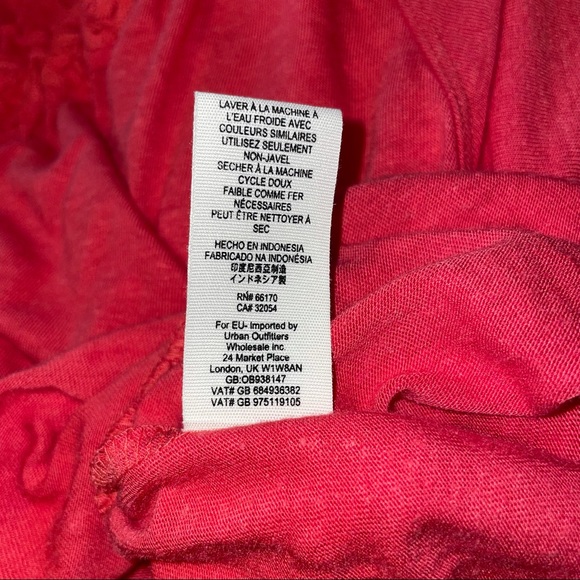 LAVER À LA MACHINE À
L'EAU FROIDE AVEC
COULEURS SIMILAIRES
UTILISEZ SEULEMENT
NON-JAVEL
SECHER À LA MACHINE
CYCLE DOUX
FAIBLE COMME FER
NÉCESSAIRES
PEUT ÊTRE NETTOYER À
SEC
HECHO EN INDONESIA
FABRICADO NA INDONÉSIA
印度尼西亞制造
インドネシア製
RN# 66170
CA# 32054
For EU- Imported by
Urban Outfitters
Wholesale Inc.
24 Market Place
London, UK W1W8AN
GB:OB938147
VAT# GB 684936382
VAT# GB 975119105